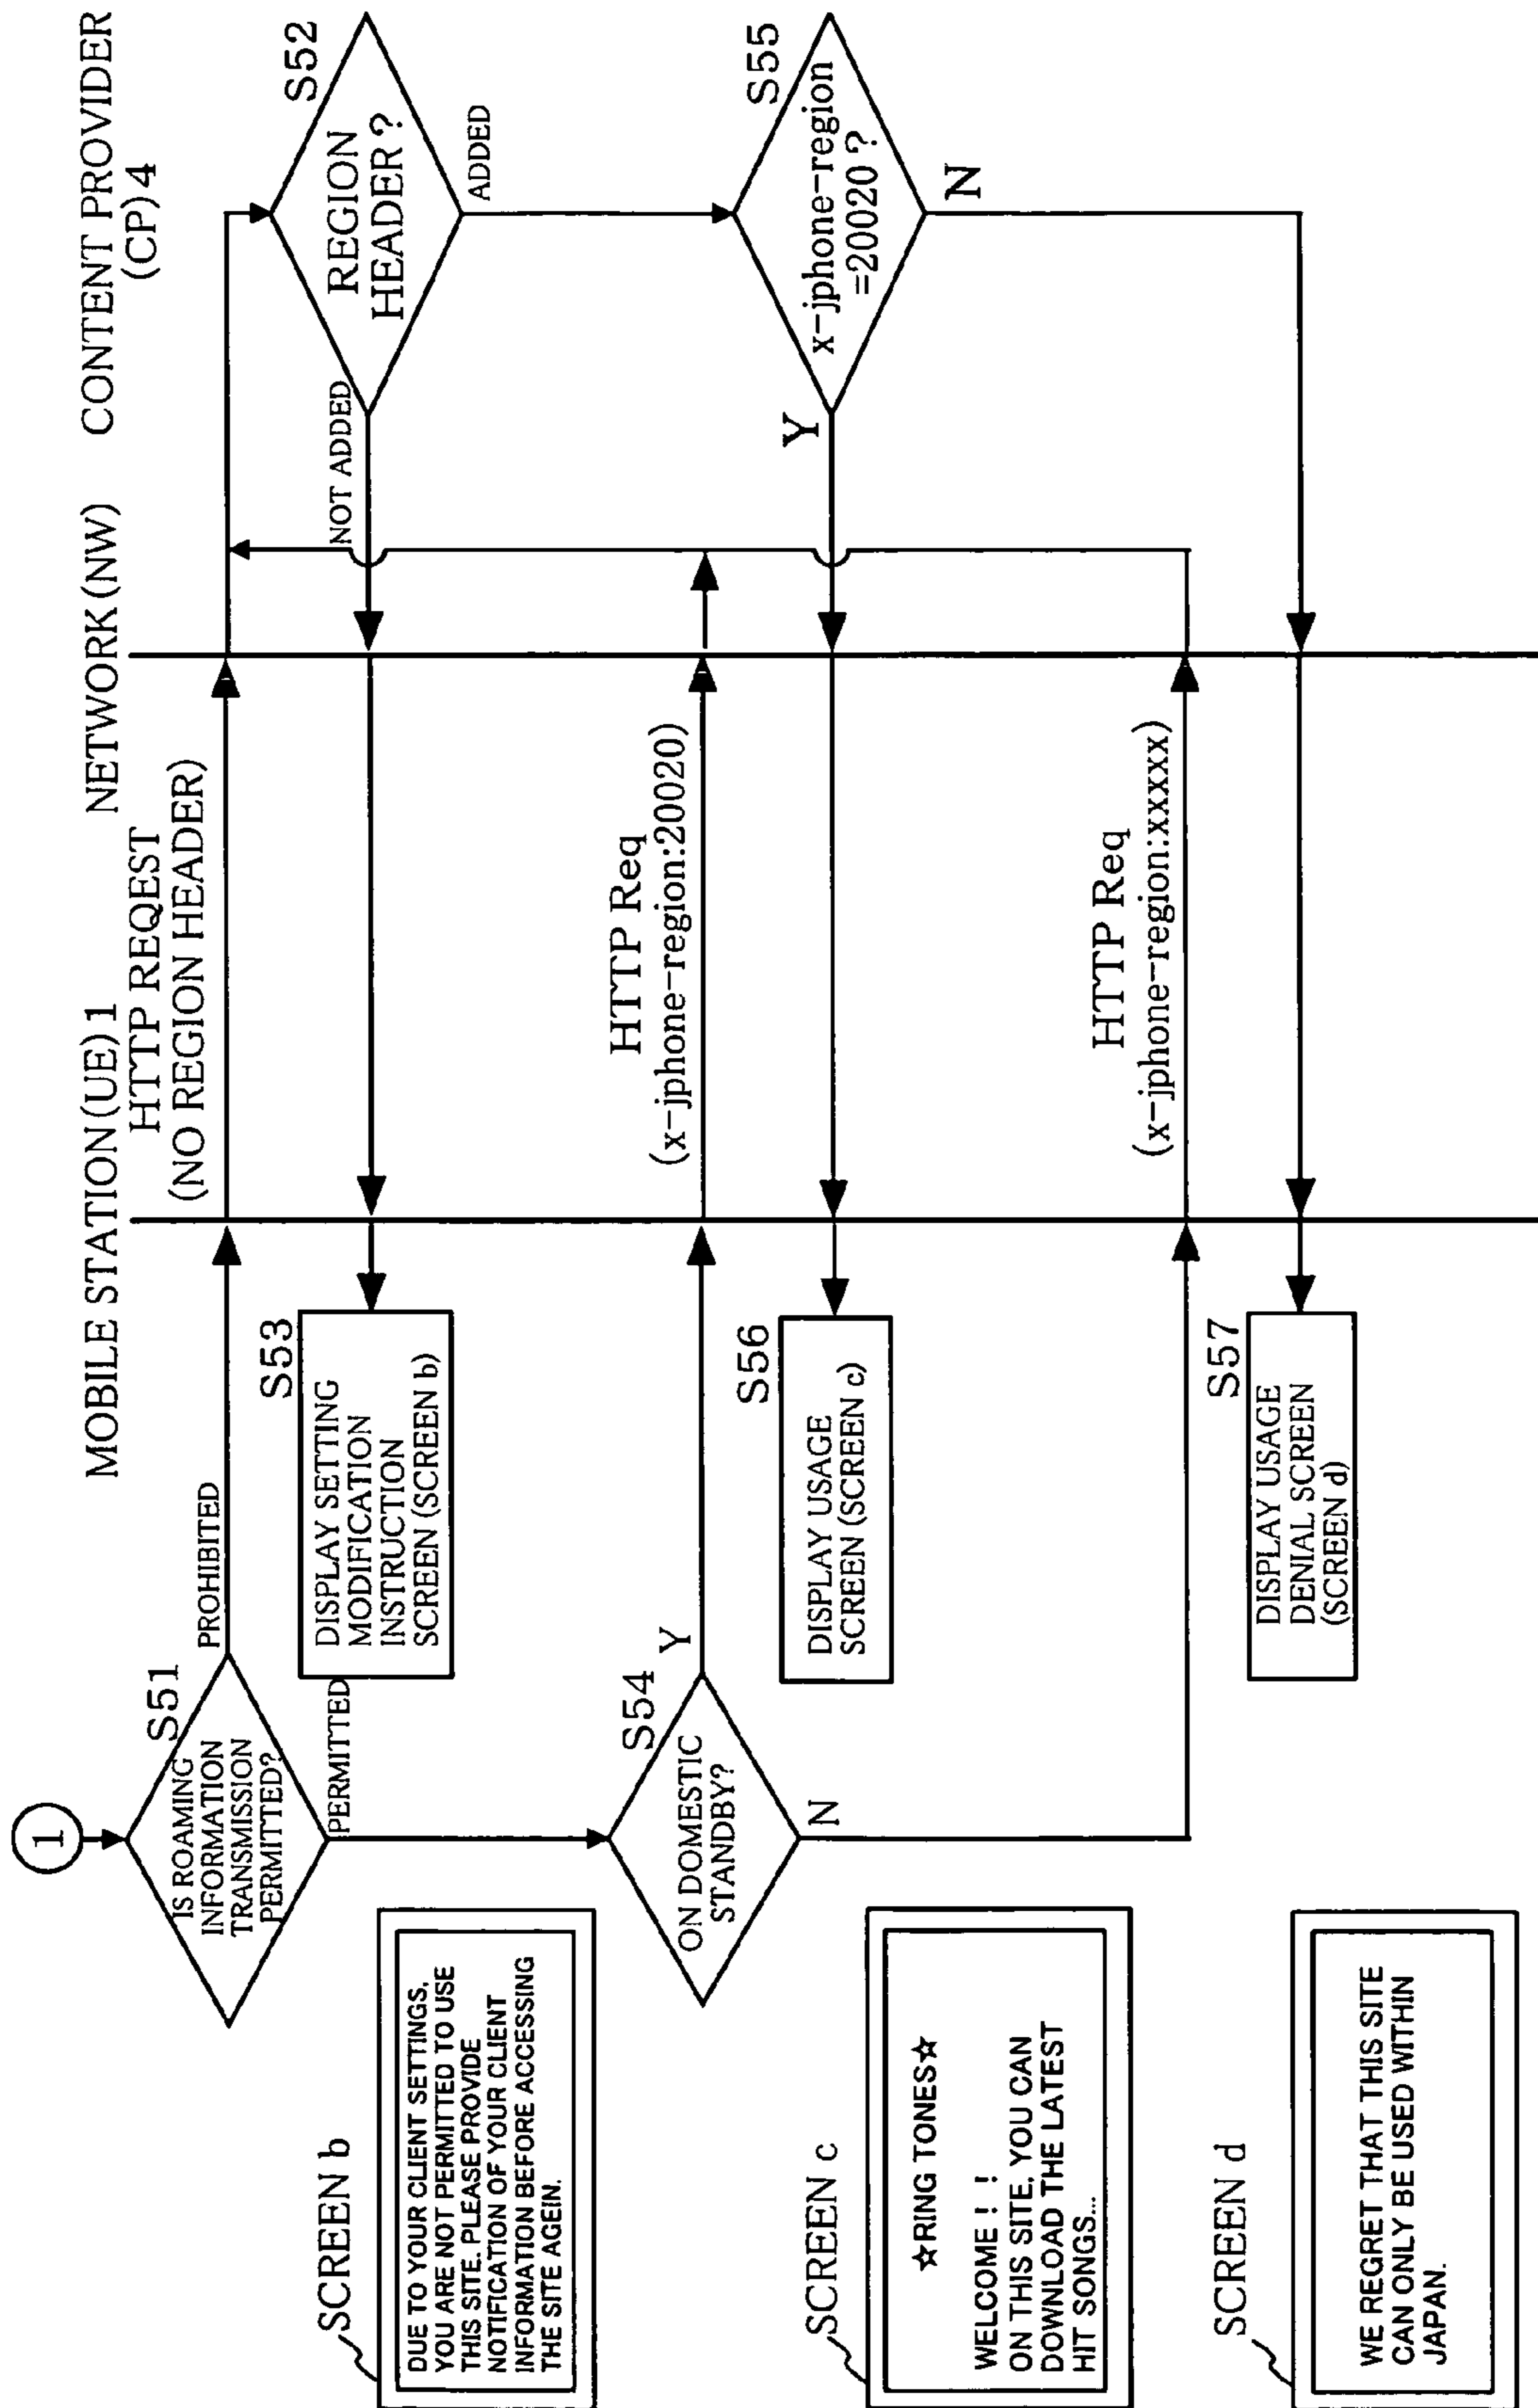 MOBILE STATION(UE)1
NETWORK(NW)
CONTENT PROVIDER
(CP)4
1
S51
IS ROAMING
INFORMATION
TRANSMISSION
PERMITTED?
PROHIBITED
PERMITTED
HTTP REQEST
(NO REGION HEADER)
S52
REGION
HEADER ?
NOT ADDED
ADDED
SCREEN b
DUE TO YOUR CLIENT SETTINGS,
YOU ARE NOT PERMITTED TO USE
THIS SITE. PLEASE PROVIDE
NOTIFICATION OF YOUR CLIENT
INFORMATION BEFORE ACCESSING
THE SITE AGEIN.
S53
DISPLAY SETTING
MODIFICATION
INSTRUCTION
SCREEN (SCREEN b)
S54
ON DOMESTIC
STANDBY?
Y
N
HTTP Req
(x-jphone-region:20020)
S55
x-jphone-region
=20020 ?
Y
N
SCREEN c
☆RING TONES☆
WELCOME ! !
ON THIS SITE, YOU CAN
DOWNLOAD THE LATEST
HIT SONGS...
S56
DISPLAY USAGE
SCREEN (SCREEN c)
HTTP Req
(x-jphone-region:xxxxx)
SCREEN d
WE REGRET THAT THIS SITE
CAN ONLY BE USED WITHIN
JAPAN.
S57
DISPLAY USAGE
DENIAL SCREEN
(SCREEN d)